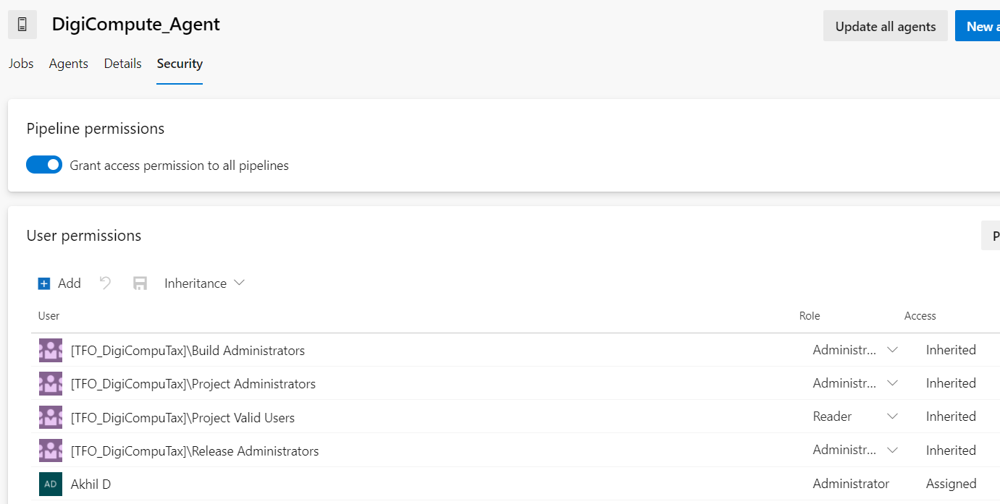 DigiCompute_Agent
Update all agents
New a
Jobs Agents Details Security
Pipeline permissions
Grant access permission to all pipelines
User permissions
P
Add Inheritance
User Role Access
[TFO_DigiCompuTax]\Build Administrators Administr... Inherited
[TFO_DigiCompuTax]\Project Administrators Administr... Inherited
[TFO_DigiCompuTax]\Project Valid Users Reader Inherited
[TFO_DigiCompuTax]\Release Administrators Administr... Inherited
AD Akhil D Administrator Assigned